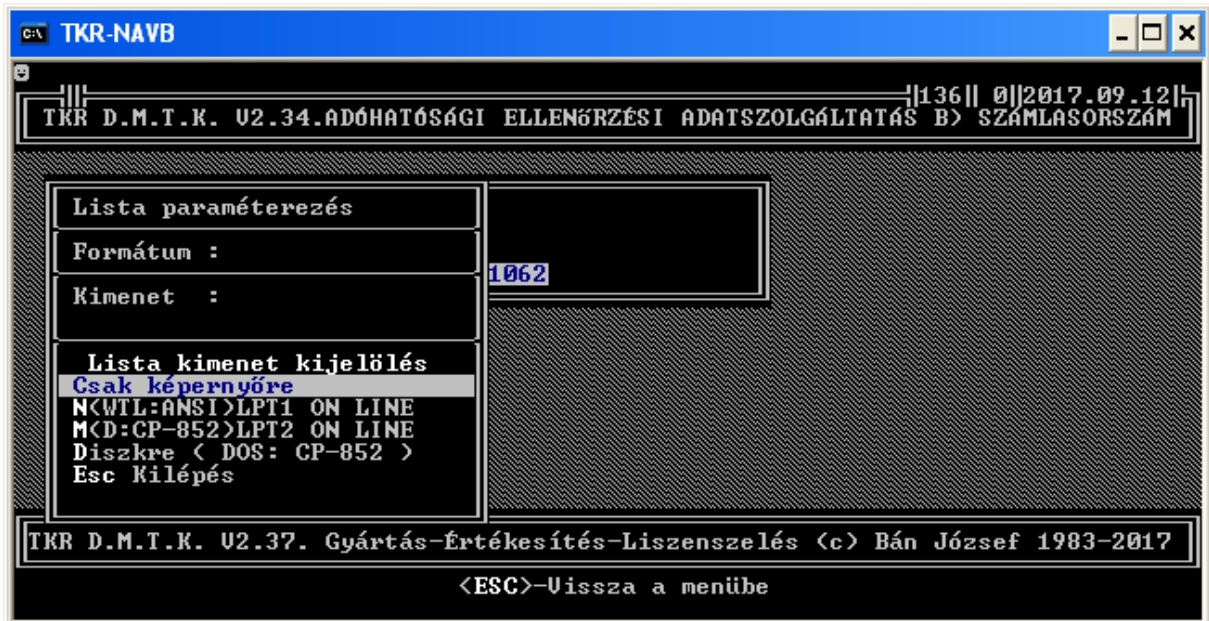 TKR-NAVB
136 0 2017.09.12
TKR D.M.T.K. V2.34.ADÓHATÓSÁGI ELLENőRZÉSI ADATSZOLGÁLTATÁS B) SZÁMLASORSZÁM
Lista paraméterezés
Formátum :
1062
Kimenet :
Lista kimenet kijelölés
Csak képernyőre
N(WTL:ANSI)LPT1 ON LINE
M(D:CP-852)LPT2 ON LINE
Diszkre ( DOS: CP-852 )
Esc Kilépés
TKR D.M.T.K. V2.37. Gyártás-Értékesítés-Liszenszelés (c) Bán József 1983-2017
<ESC>-Vissza a menübe